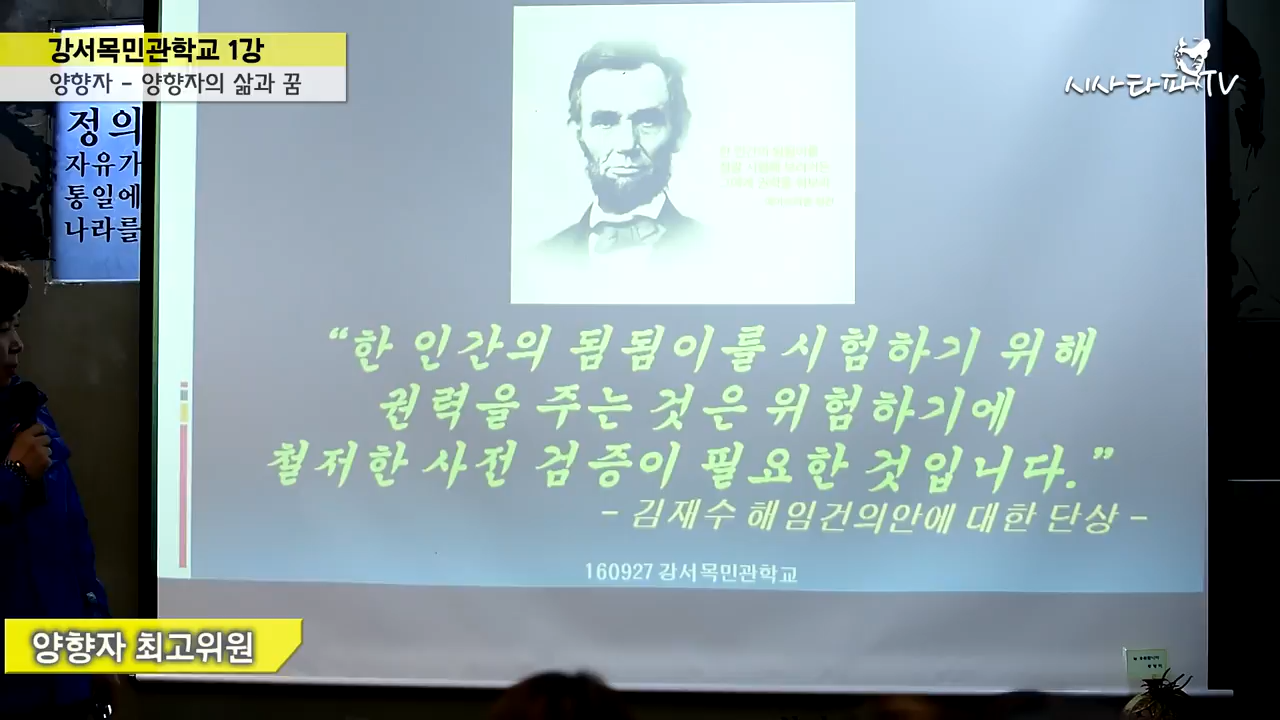 강서목민관학교 1강
양향자 - 양향자의 삶과 꿈
시사타파TV
정의
자유가
통일에
나라를
“한 인간의 됨됨이를 시험하기 위해
권력을 주는 것은 위험하기에
철저한 사전 검증이 필요한 것입니다.”
- 김재수 해임건의안에 대한 단상 -
160927 강서목민관학교
양향자 최고위원